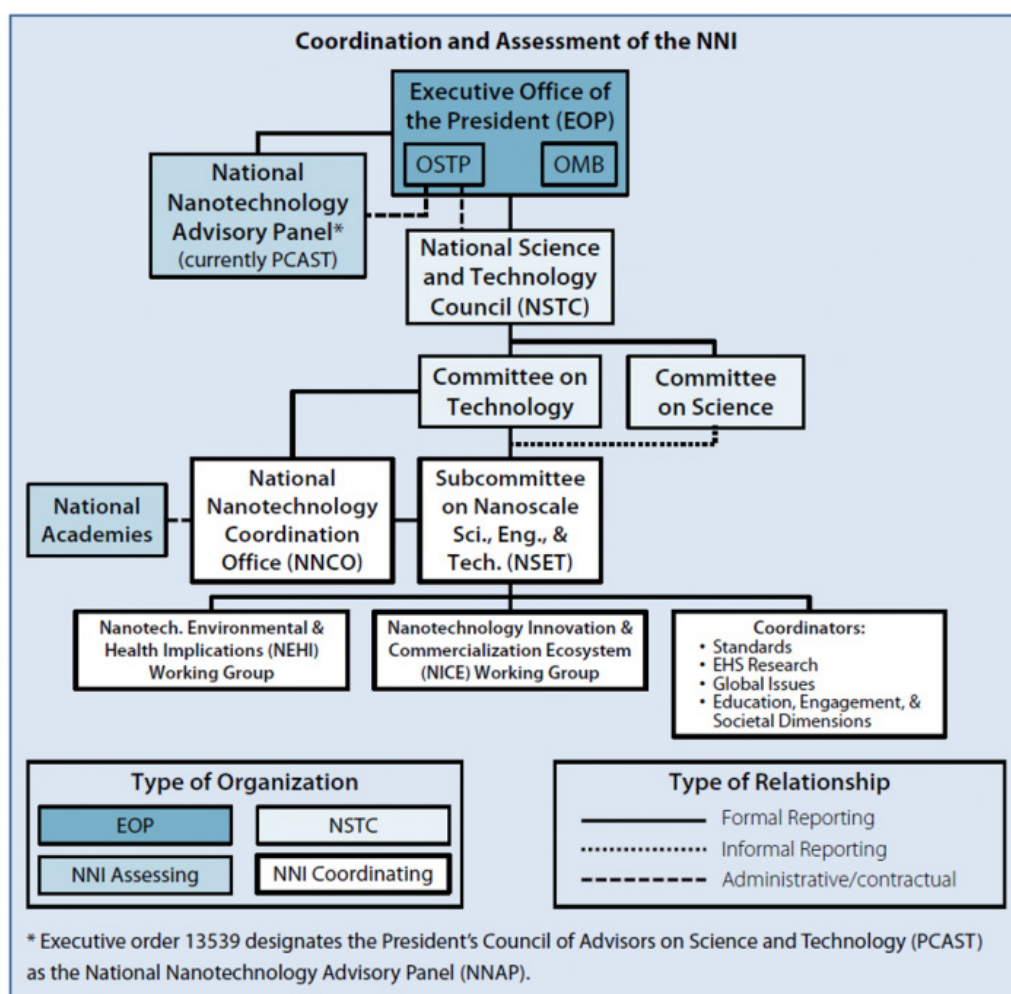 Coordination and Assessment of the NNI
Executive Office of
the President (EOP)
OSTP
OMB
National
Nanotechnology
Advisory Panel*
(currently PCAST)
National Science
and Technology
Council (NSTC)
Committee on
Technology
Committee
on Science
National
Academies
National
Nanotechnology
Coordination
Office (NNCO)
Subcommittee
on Nanoscale
Sci., Eng., &
Tech. (NSET)
Nanotech. Environmental &
Health Implications (NEHI)
Working Group
Nanotechnology Innovation &
Commercialization Ecosystem
(NICE) Working Group
Coordinators:
• Standards
• EHS Research
• Global Issues
• Education, Engagement, &
Societal Dimensions
Type of Organization
EOP
NSTC
NNI Assessing
NNI Coordinating
Type of Relationship
Formal Reporting
Informal Reporting
Administrative/contractual
* Executive order 13539 designates the President's Council of Advisors on Science and Technology (PCAST)
as the National Nanotechnology Advisory Panel (NNAP).